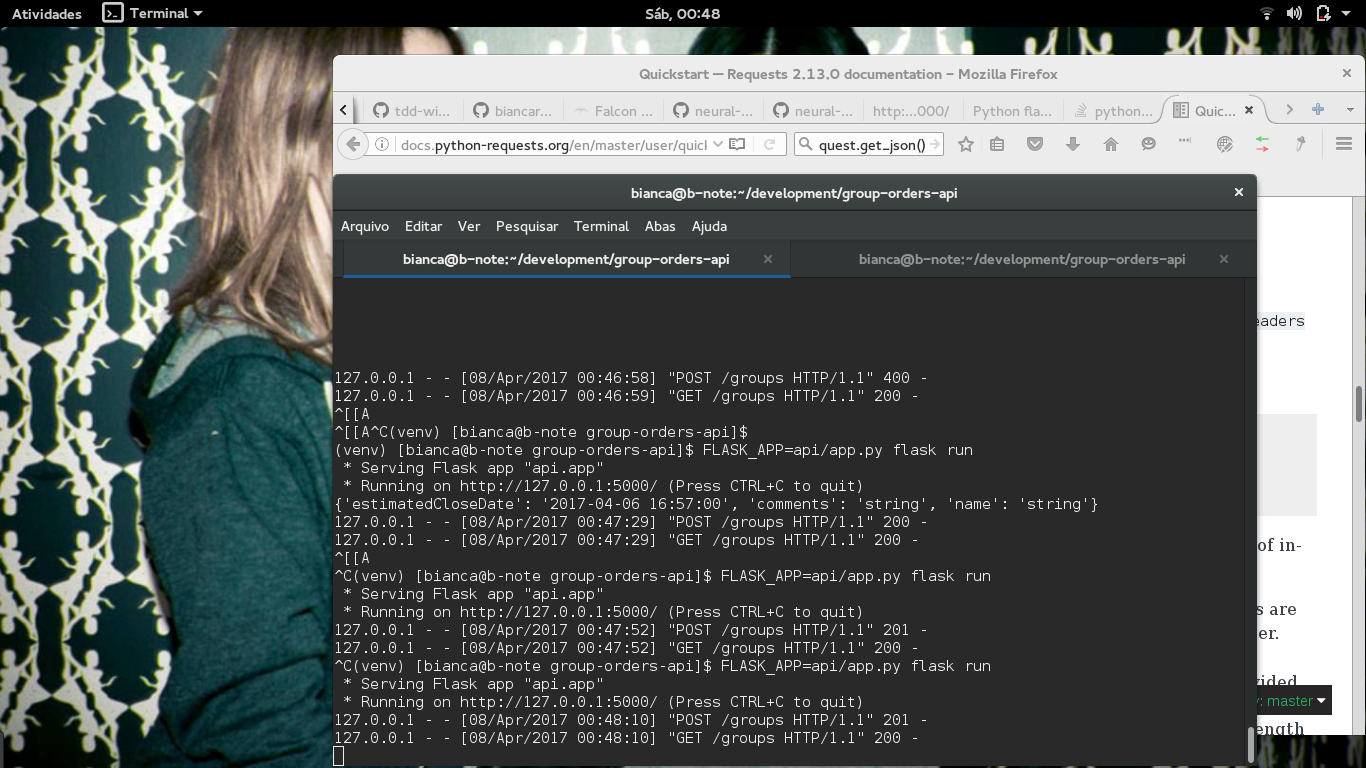 Atividades
Terminal
Sáb, 00:48
Quickstart — Requests 2.13.0 documentation - Mozilla Firefox
tdd-wi...
biancar...
Falcon ...
neural-...
neural-...
http:...000/
Python fla...
python...
Quic...
docs.python-requests.org/en/master/user/quicl
quest.get_json()
bianca@b-note:~/development/group-orders-api
Arquivo Editar Ver Pesquisar Terminal Abas Ajuda
bianca@b-note:~/development/group-orders-api
bianca@b-note:~/development/group-orders-api
127.0.0.1 - - [08/Apr/2017 00:46:58] "POST /groups HTTP/1.1" 400 -
127.0.0.1 - - [08/Apr/2017 00:46:59] "GET /groups HTTP/1.1" 200 -
^[[A
^[[A^C(venv) [bianca@b-note group-orders-api]$
(venv) [bianca@b-note group-orders-api]$ FLASK_APP=api/app.py flask run
 * Serving Flask app "api.app"
 * Running on http://127.0.0.1:5000/ (Press CTRL+C to quit)
{'estimatedCloseDate': '2017-04-06 16:57:00', 'comments': 'string', 'name': 'string'}
127.0.0.1 - - [08/Apr/2017 00:47:29] "POST /groups HTTP/1.1" 200 -
127.0.0.1 - - [08/Apr/2017 00:47:29] "GET /groups HTTP/1.1" 200 -
^[[A
^C(venv) [bianca@b-note group-orders-api]$ FLASK_APP=api/app.py flask run
 * Serving Flask app "api.app"
 * Running on http://127.0.0.1:5000/ (Press CTRL+C to quit)
127.0.0.1 - - [08/Apr/2017 00:47:52] "POST /groups HTTP/1.1" 201 -
127.0.0.1 - - [08/Apr/2017 00:47:52] "GET /groups HTTP/1.1" 200 -
^C(venv) [bianca@b-note group-orders-api]$ FLASK_APP=api/app.py flask run
 * Serving Flask app "api.app"
 * Running on http://127.0.0.1:5000/ (Press CTRL+C to quit)
127.0.0.1 - - [08/Apr/2017 00:48:10] "POST /groups HTTP/1.1" 201 -
127.0.0.1 - - [08/Apr/2017 00:48:10] "GET /groups HTTP/1.1" 200 -
eaders
of in-
s are
er.
vided
: master
ength